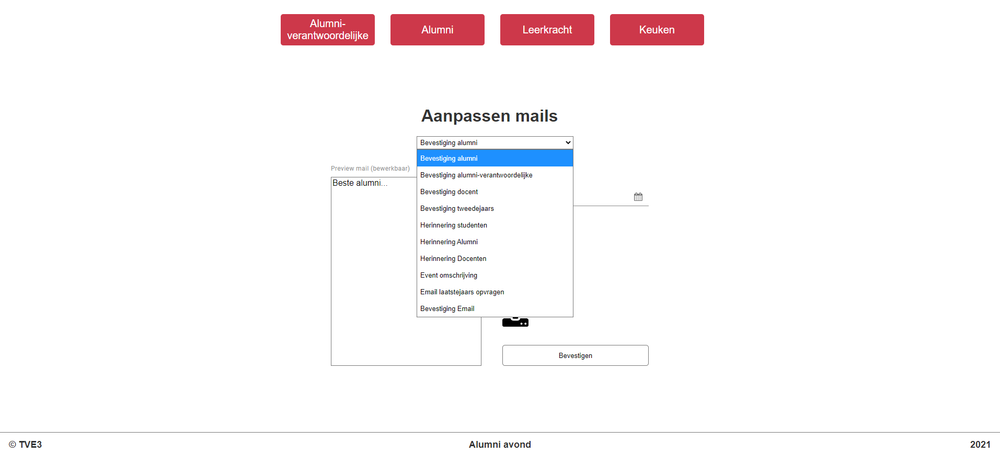 Alumni-
verantwoordelijke
Alumni
Leerkracht
Keuken
Aanpassen mails
Bevestiging alumni
Bevestiging alumni
Bevestiging alumni-verantwoordelijke
Bevestiging docent
Bevestiging tweedejaars
Herinnering studenten
Herinnering Alumni
Herinnering Docenten
Event omschrijving
Email laatstejaars opvragen
Bevestiging Email
Preview mail (bewerkbaar)
Beste alumni...
Bevestigen
© TVE3
Alumni avond
2021